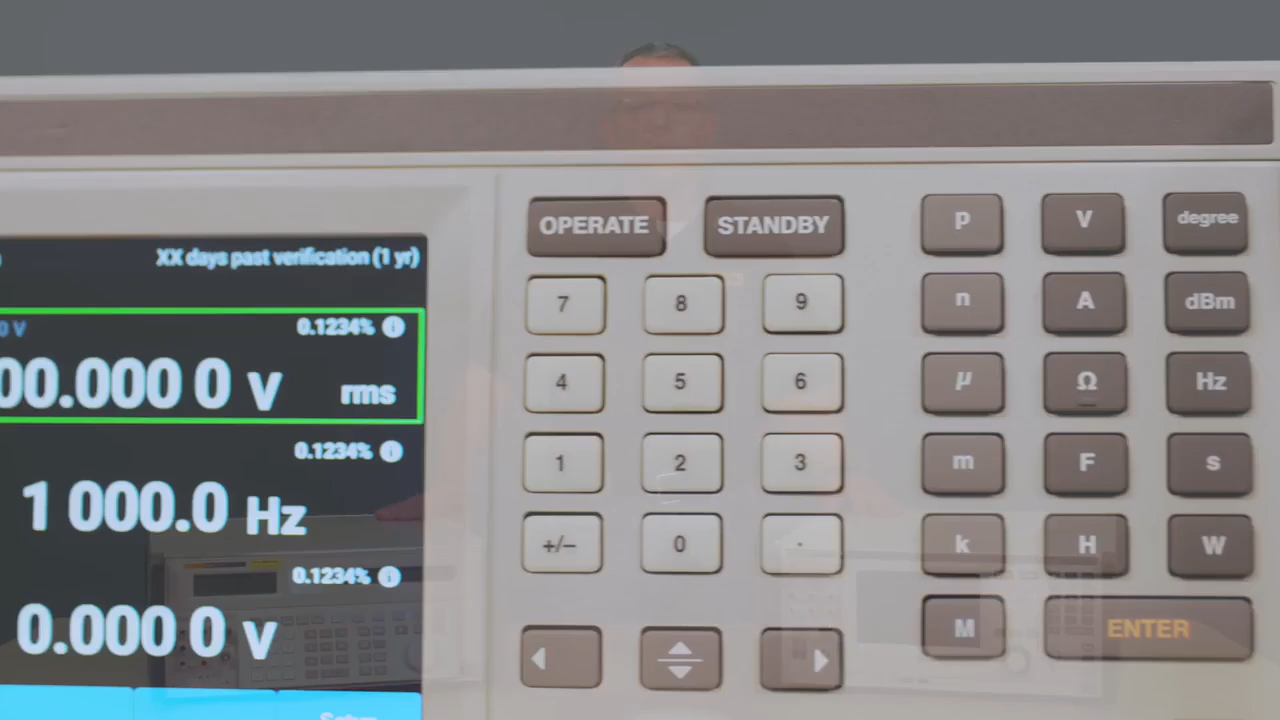 XX days past verification (1 yr)
0 V
0.1234%
00.000 0 V rms
0.1234%
1 000.0 Hz
0.1234%
0.000 0 V
Setup
OPERATE STANDBY
7 8 9
4 5 6
1 2 3
+/− 0 .
p V degree
n A dBm
µ Ω Hz
m F s
k H W
M ENTER